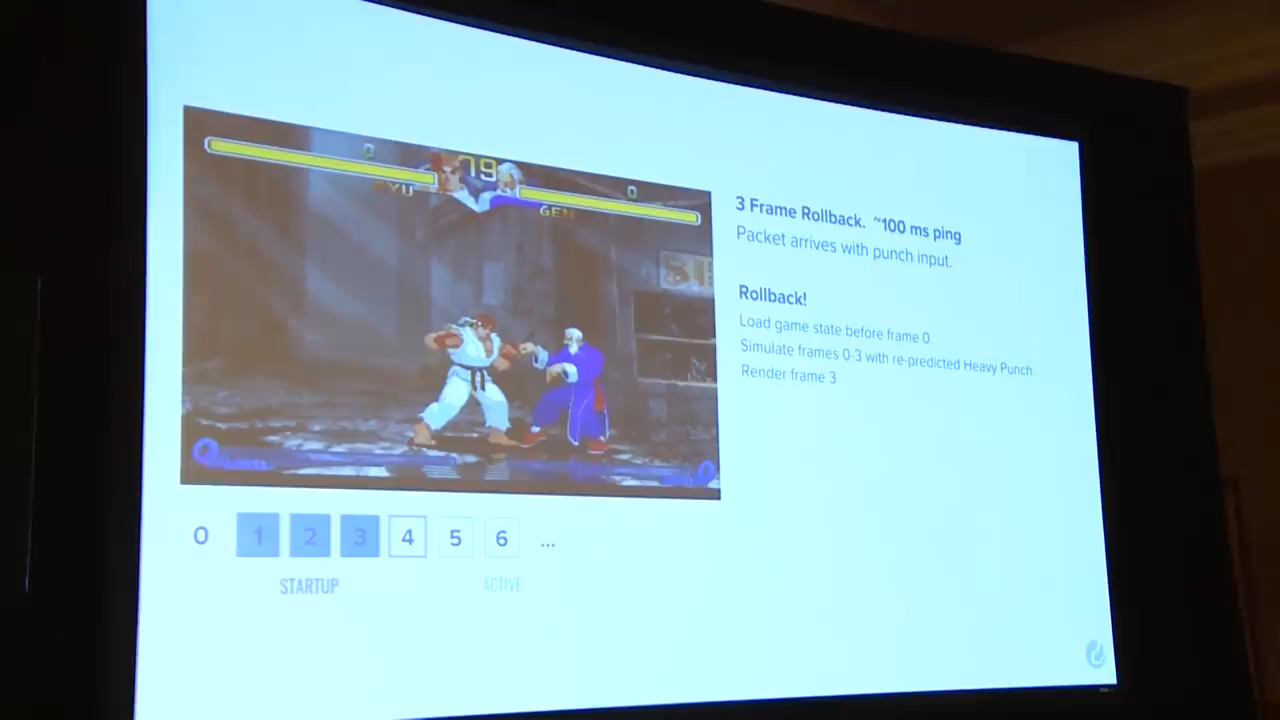 0
79
0
RYU
GEN
3 Frame Rollback. ~100 ms ping
Packet arrives with punch input.
Rollback!
Load game state before frame 0.
Simulate frames 0-3 with re-predicted Heavy Punch.
Render frame 3
0 1 2 3 4 5 6 ...
STARTUP ACTIVE